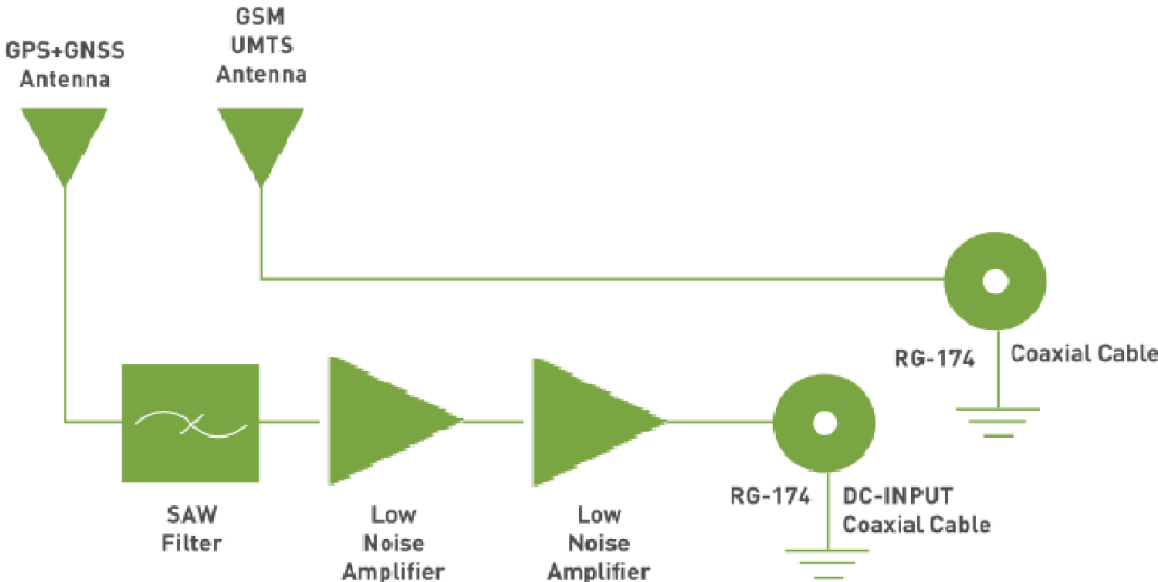 GPS+GNSS
Antenna
GSM
UMTS
Antenna
RG-174
Coaxial Cable
SAW
Filter
Low
Noise
Amplifier
Low
Noise
Amplifier
RG-174
DC-INPUT
Coaxial Cable